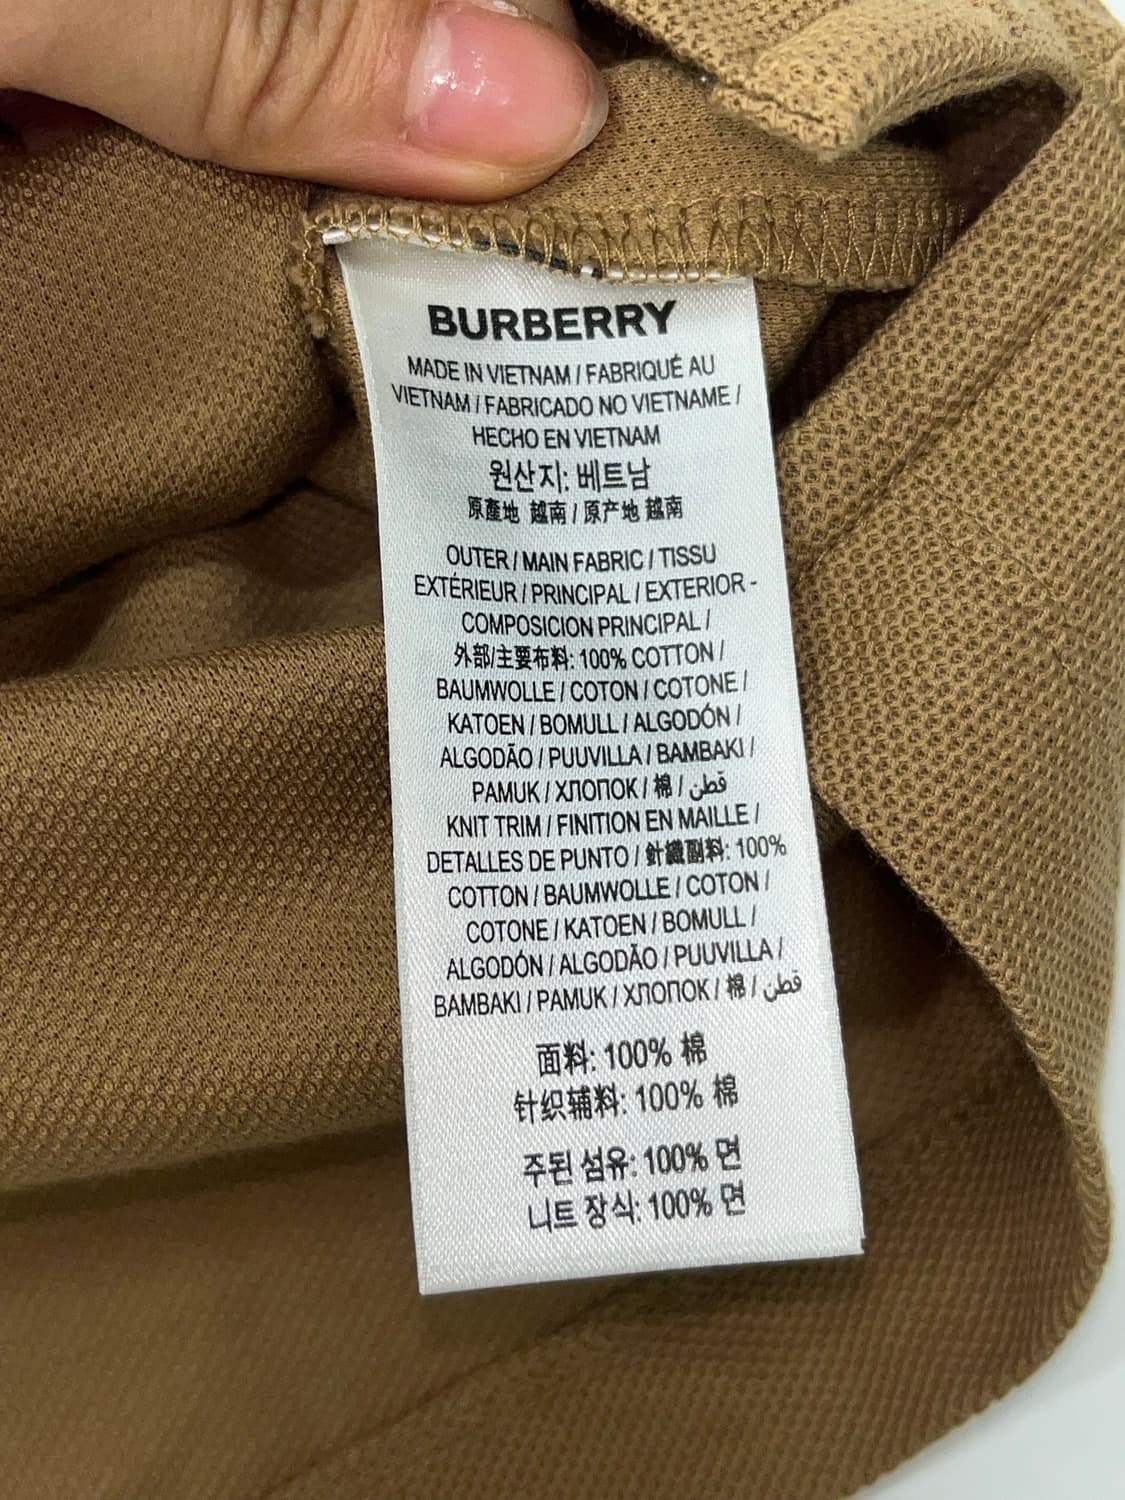 BURBERRY
MADE IN VIETNAM / FABRIQUÉ AU
VIETNAM / FABRICADO NO VIETNAME /
HECHO EN VIETNAM
원산지: 베트남
原產地 越南 / 原产地 越南
OUTER / MAIN FABRIC / TISSU
EXTÉRIEUR / PRINCIPAL / EXTERIOR -
COMPOSICION PRINCIPAL /
外部/主要布料: 100% COTTON /
BAUMWOLLE / COTON / COTONE /
KATOEN / BOMULL / ALGODÓN /
ALGODÃO / PUUVILLA / BAMBAKI /
PAMUK / ХЛОПОК / 棉 / قطن
KNIT TRIM / FINITION EN MAILLE /
DETALLES DE PUNTO / 針織副料: 100%
COTTON / BAUMWOLLE / COTON /
COTONE / KATOEN / BOMULL /
ALGODÓN / ALGODÃO / PUUVILLA /
BAMBAKI / PAMUK / ХЛОПОК / 棉 / قطن
面料: 100% 棉
针织辅料: 100% 棉
주된 섬유: 100% 면
니트 장식: 100% 면